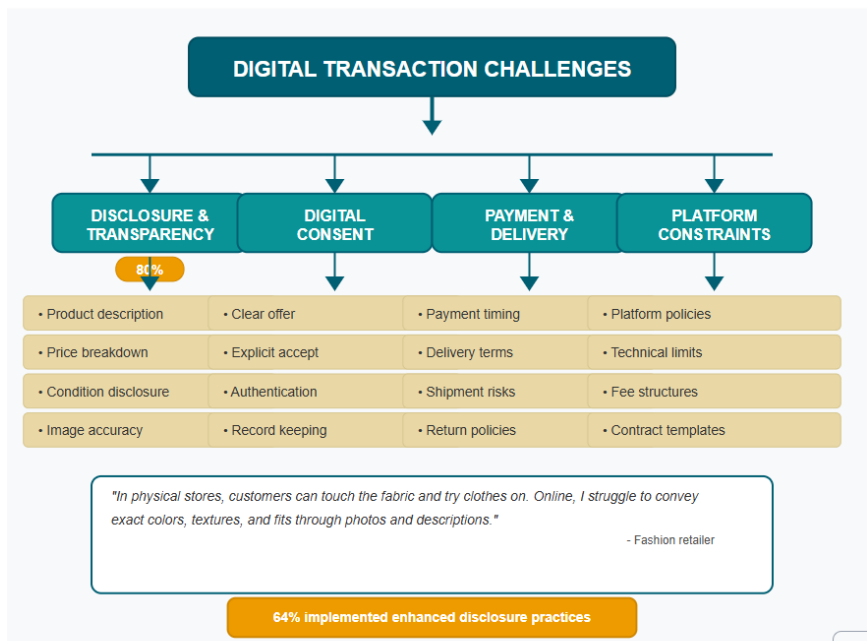 DIGITAL TRANSACTION CHALLENGES
DISCLOSURE &
TRANSPARENCY
DIGITAL
CONSENT
PAYMENT &
DELIVERY
PLATFORM
CONSTRAINTS
80%
• Product description
• Price breakdown
• Condition disclosure
• Image accuracy
• Clear offer
• Explicit accept
• Authentication
• Record keeping
• Payment timing
• Delivery terms
• Shipment risks
• Return policies
• Platform policies
• Technical limits
• Fee structures
• Contract templates
"In physical stores, customers can touch the fabric and try clothes on. Online, I struggle to convey
exact colors, textures, and fits through photos and descriptions."
- Fashion retailer
64% implemented enhanced disclosure practices